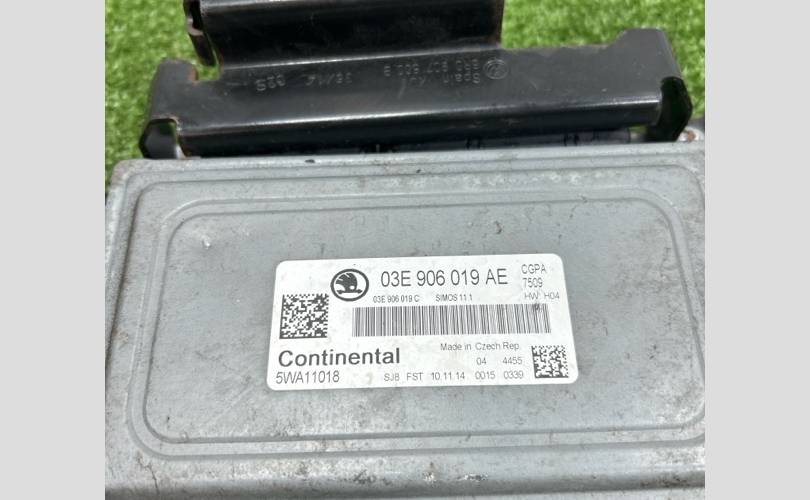 03E 906 019 AE
CGPA
7509
03E 906 019 C SIMOS 11.1 HW: H04
Made in Czech Rep.
Continental 04 4455
5WA11018 SJB FST 10.11.14 0015 0339